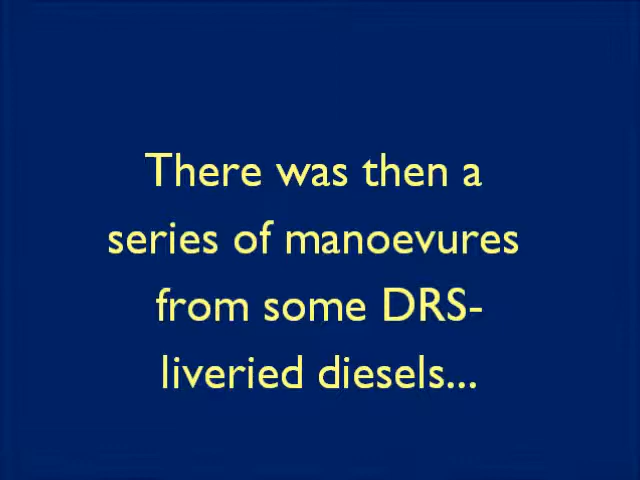 There was then a
series of manoevures
from some DRS-
liveried diesels...